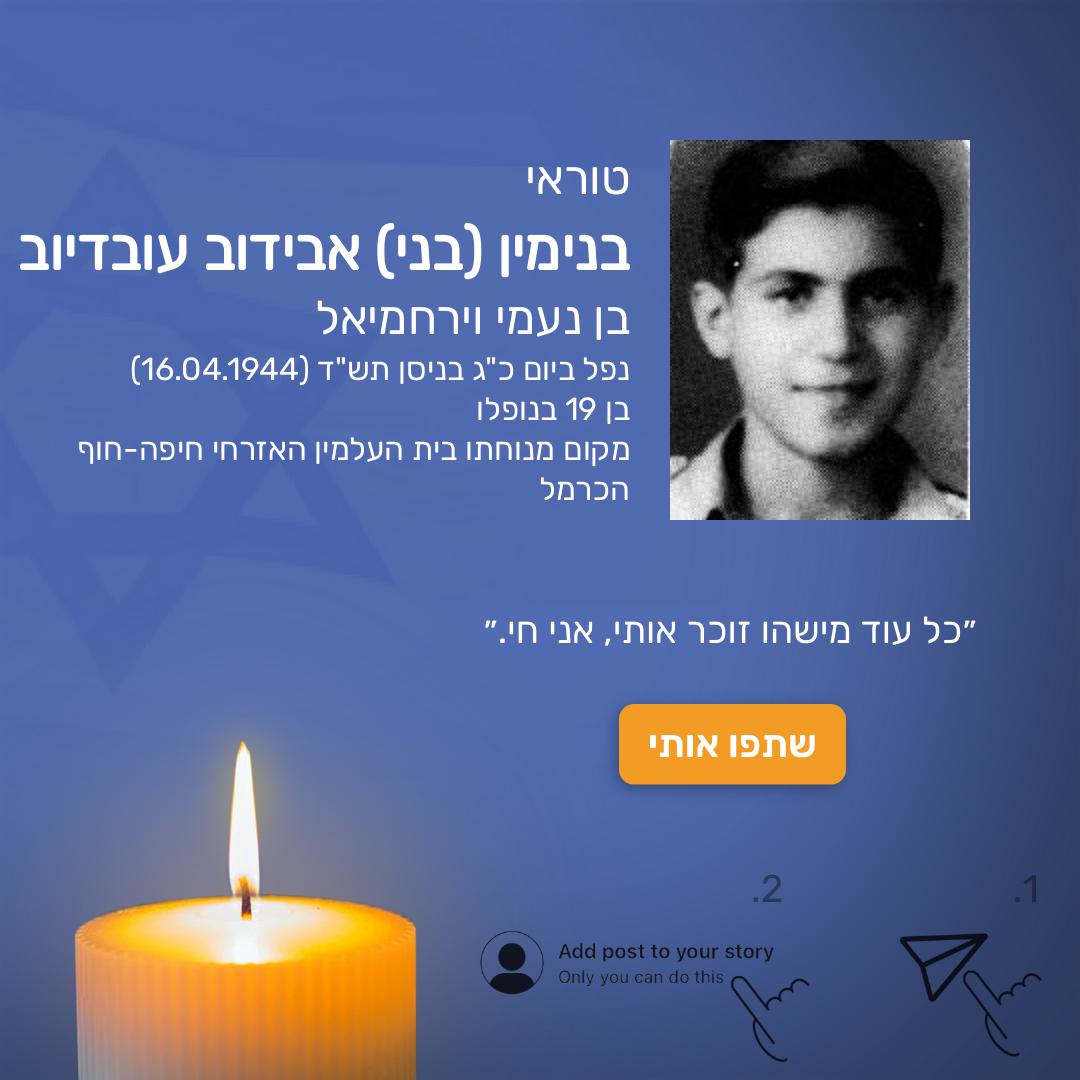 טוראי
בנימין (בני) אבידוב עובדיוב
בן נעמי וירחמיאל
נפל ביום כ"ג בניסן תש"ד (16.04.1944)
בן 19 בנופלו
מקום מנוחתו בית העלמין האזרחי חיפה-חוף
הכרמל
״כל עוד מישהו זוכר אותי, אני חי.״
שתפו אותי
.1
.2
Add post to your story
Only you can do this